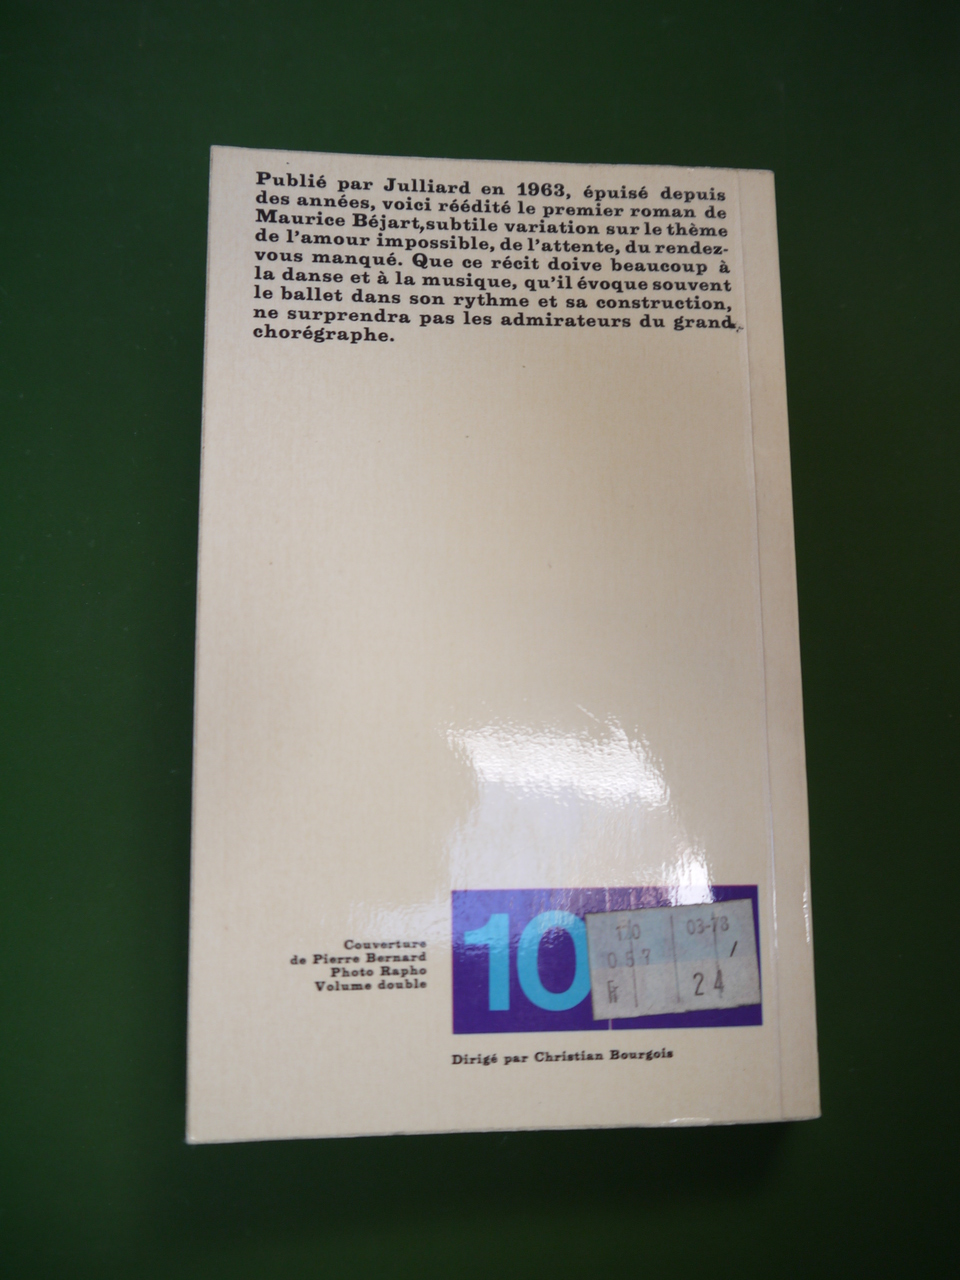 Publié par Julliard en 1963, épuisé depuis
des années, voici réédité le premier roman de
Maurice Béjart,subtile variation sur le thème
de l'amour impossible, de l'attente, du rendez-
vous manqué. Que ce récit doive beaucoup à
la danse et à la musique, qu'il évoque souvent
le ballet dans son rythme et sa construction,
ne surprendra pas les admirateurs du grand
chorégraphe.
Couverture
de Pierre Bernard
Photo Rapho
Volume double
10
03-78
Fr 24
Dirigé par Christian Bourgois